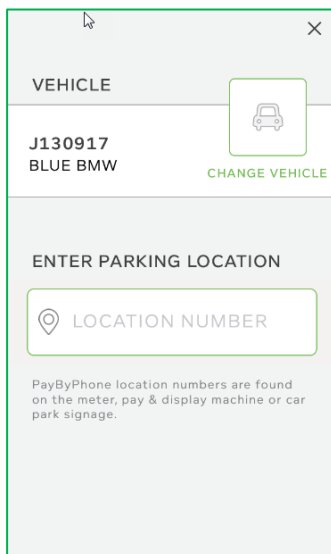 VEHICLE
J130917
BLUE BMW
CHANGE VEHICLE
ENTER PARKING LOCATION
LOCATION NUMBER
PayByPhone location numbers are found
on the meter, pay & display machine or car
park signage.